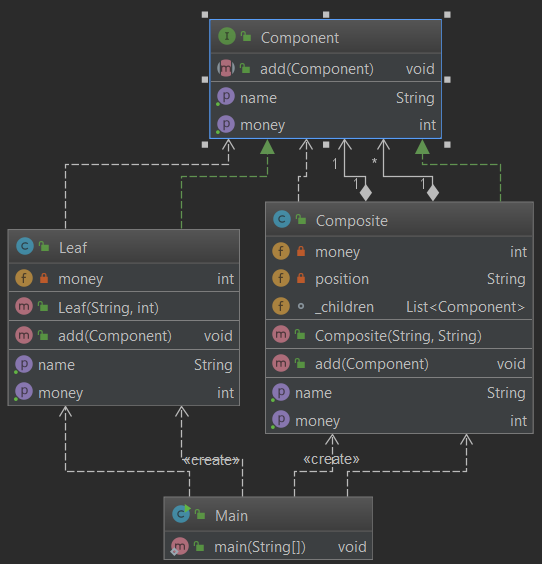 I Component
m add(Component) void
p name String
p money int
1 * 1 1
C Leaf
f money int
m Leaf(String, int)
m add(Component) void
p name String
p money int
C Composite
f money int
f position String
f _children List<Component>
m Composite(String, String)
m add(Component) void
p name String
p money int
«create» «create»
C Main
m main(String[]) void